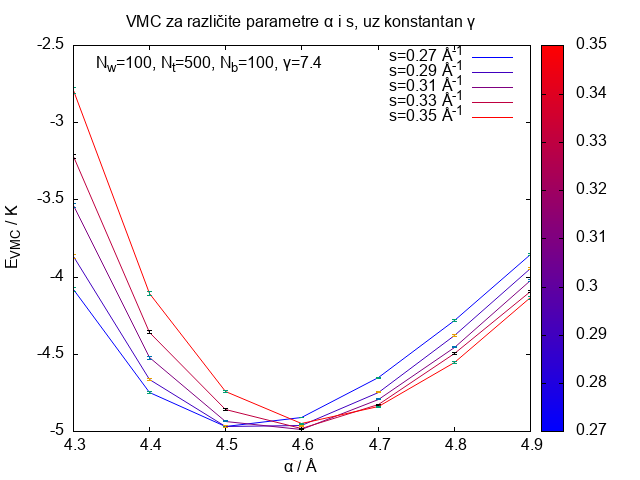 VMC za različite parametre α i s, uz konstantan γ
N_w=100, N_t=500, N_b=100, γ=7.4
s=0.27 Å^-1
s=0.29 Å^-1
s=0.31 Å^-1
s=0.33 Å^-1
s=0.35 Å^-1
E_VMC / K
-2.5
-3
-3.5
-4
-4.5
-5
4.3 4.4 4.5 4.6 4.7 4.8 4.9
α / Å
0.35
0.34
0.33
0.32
0.31
0.3
0.29
0.28
0.27